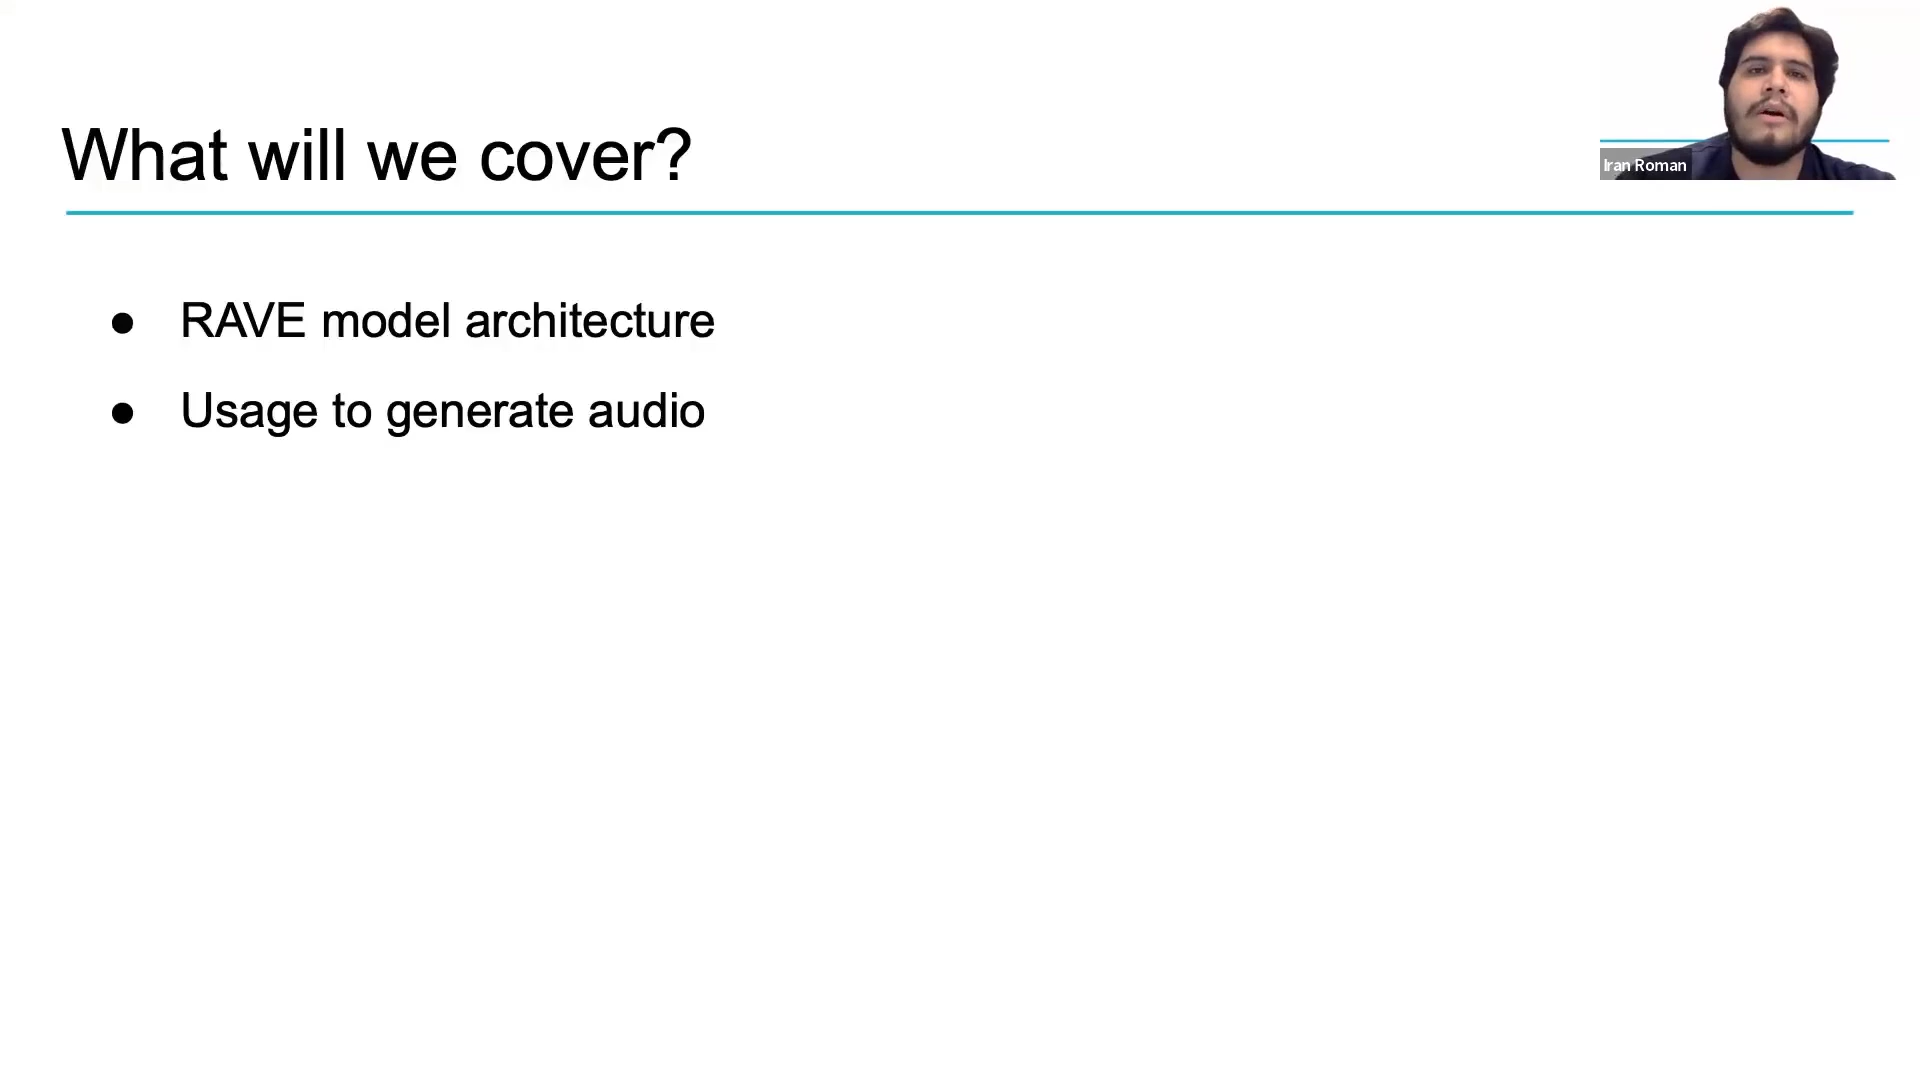 What will we cover?
Iran Roman
● RAVE model architecture
● Usage to generate audio